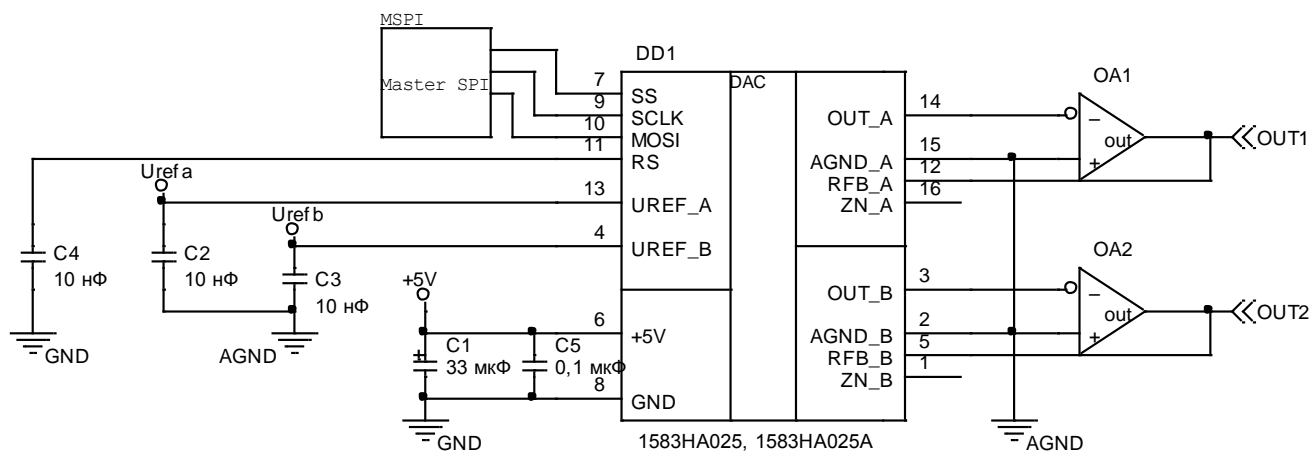 MSPI
Master SPI
DD1
DAC
7
SS
9
SCLK
10
MOSI
11
RS
13
UREF_A
4
UREF_B
6
+5V
8
GND
14
OUT_A
15
AGND_A
12
RFB_A
16
ZN_A
3
OUT_B
2
AGND_B
5
RFB_B
1
ZN_B
OA1
−
out
+
OUT1
OA2
−
out
+
OUT2
Urefa
Urefb
C4
10 нФ
C2
10 нФ
C3
10 нФ
+5V
+
C1
33 мкФ
C5
0,1 мкФ
GND
AGND
GND
AGND
1583НА025, 1583НА025А